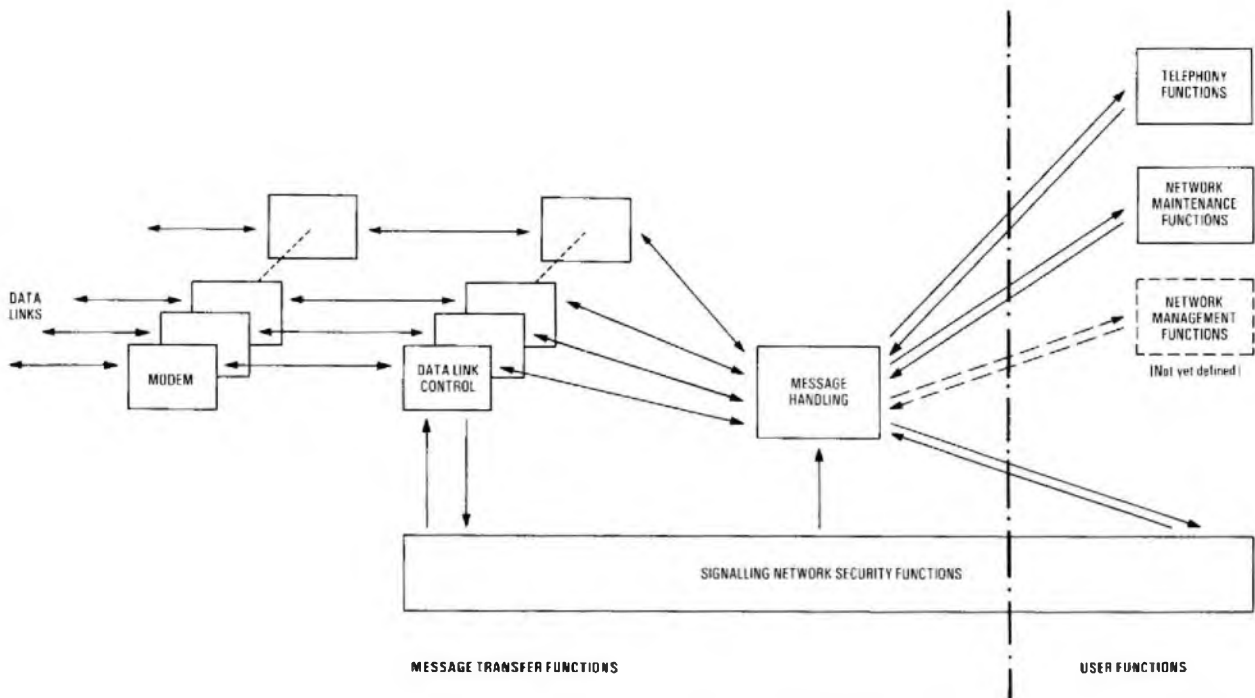 TELEPHONY
FUNCTIONS
NETWORK
MAINTENANCE
FUNCTIONS
DATA
LINKS
NETWORK
MANAGEMENT
FUNCTIONS
(Not yet defined)
MODEM
DATA LINK
CONTROL
MESSAGE
HANDLING
SIGNALLING NETWORK SECURITY FUNCTIONS
MESSAGE TRANSFER FUNCTIONS
USER FUNCTIONS